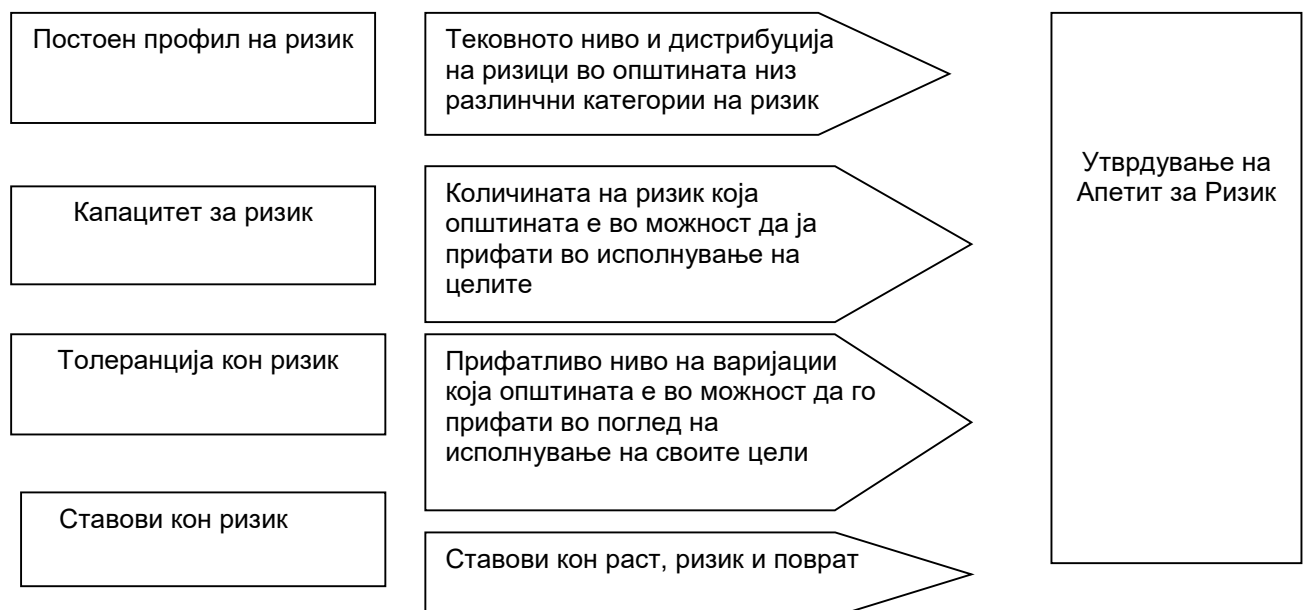 Постоен профил на ризик
Тековното ниво и дистрибуција
на ризици во општината низ
разлинчни категории на ризик
Капацитет за ризик
Количината на ризик која
општината е во можност да ја
прифати во исполнување на
целите
Толеранција кон ризик
Прифатливо ниво на варијации
која општината е во можност да го
прифати во поглед на
исполнување на своите цели
Ставови кон ризик
Ставови кон раст, ризик и поврат
Утврдување на
Апетит за Ризик